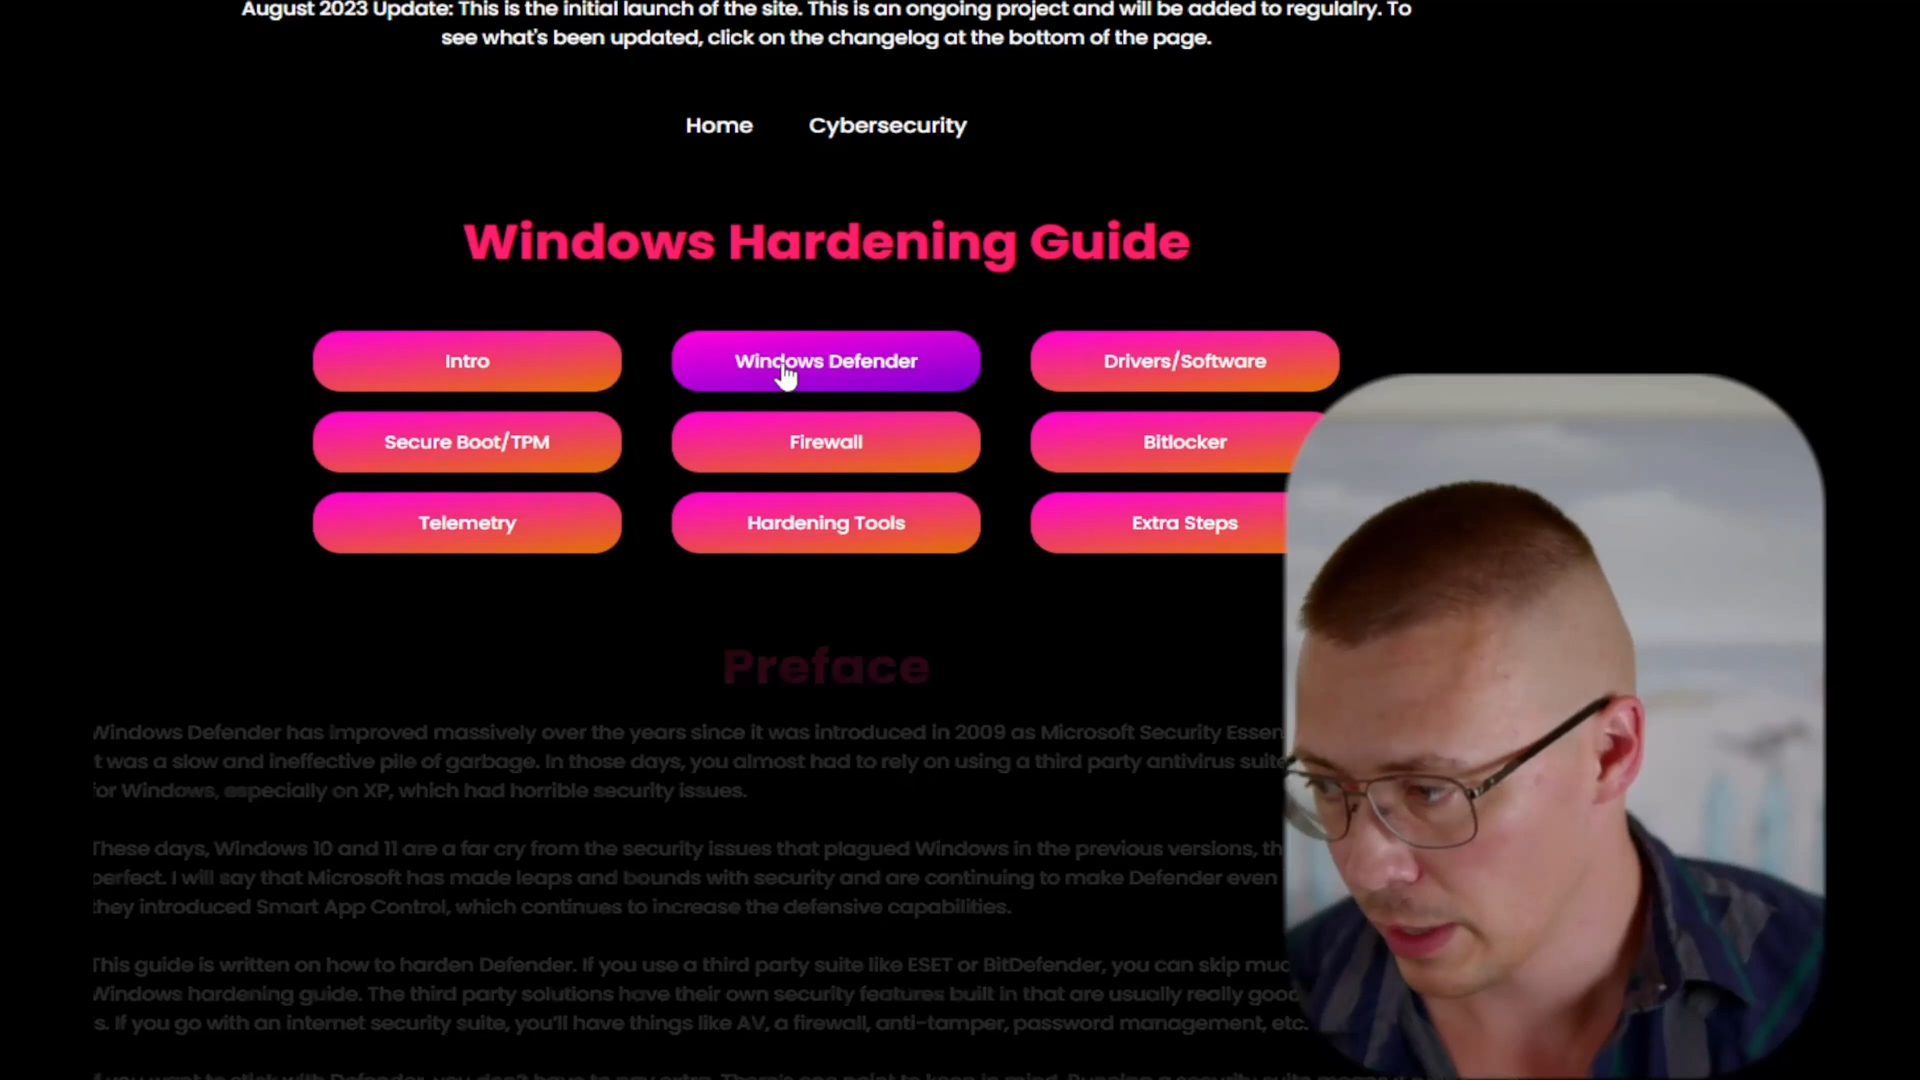 August 2023 Update: This is the initial launch of the site. This is an ongoing project and will be added to regulalry. To
see what's been updated, click on the changelog at the bottom of the page.
Home Cybersecurity
Windows Hardening Guide
Intro Windows Defender Drivers/Software
Secure Boot/TPM Firewall Bitlocker
Telemetry Hardening Tools Extra Steps
Preface
Windows Defender has improved massively over the years since it was introduced in 2009 as Microsoft Security
t was a slow and ineffective pile of garbage. In those days, you almost had to rely on using a third party antivirus suite
for Windows, especially on XP, which had horrible security issues.
These days, Windows 10 and 11 are a far cry from the security issues that plagued Windows in the previous versions,
perfect. I will say that Microsoft has made leaps and bounds with security and are continuing to make Defender even
they introduced Smart App Control, which continues to increase the defensive capabilities.
This guide is written on how to harden Defender. If you use a third party suite like ESET or BitDefender, you can skip
Windows hardening guide. The third party solutions have their own security features built in that are usually really good
s. If you go with an internet security suite, you'll have things like AV, a firewall, anti-tamper, password management, etc.